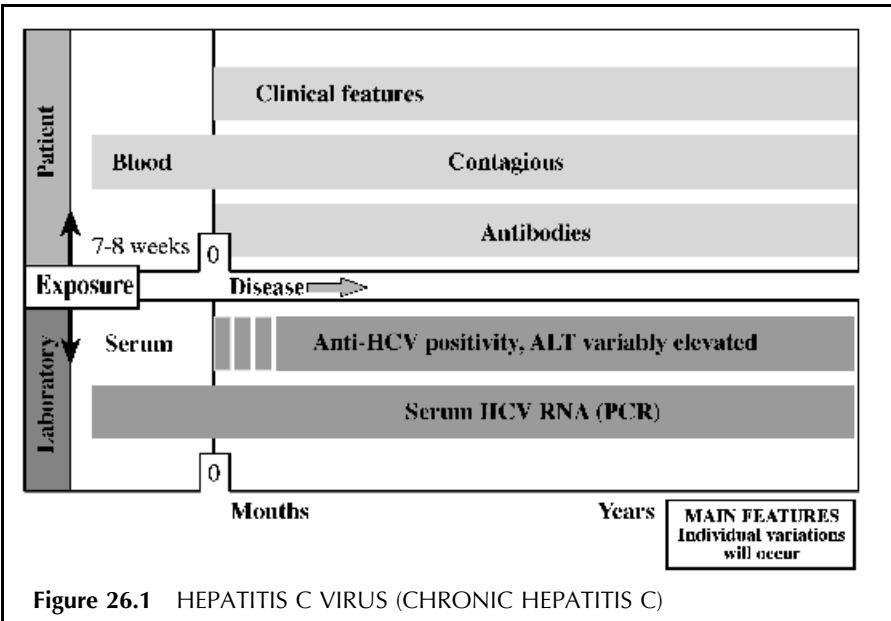 Patient
Clinical features
Blood Contagious
Antibodies
7-8 weeks 0
Exposure Disease
Laboratory
Serum Anti-HCV positivity, ALT variably elevated
Serum HCV RNA (PCR)
0
Months Years
MAIN FEATURES
Individual variations
will occur
Figure 26.1 HEPATITIS C VIRUS (CHRONIC HEPATITIS C)